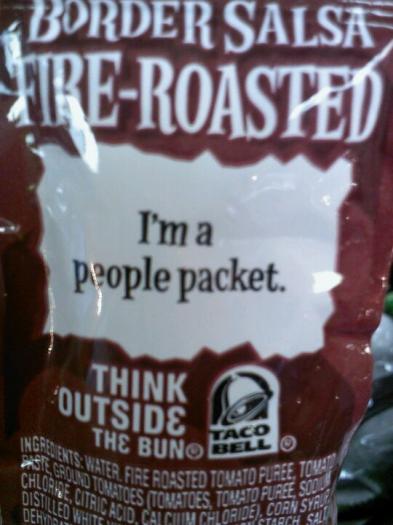 BORDER SALSA
FIRE-ROASTED
I'm a
people packet.
THINK
OUTSIDE
THE BUN®
TACO
BELL ®
INGREDIENTS: WATER, FIRE ROASTED TOMATO PUREE, TOMATO
PASTE, GROUND TOMATOES (TOMATOES, TOMATO PUREE, SODIUM
CHLORIDE, CITRIC ACID, CALCIUM CHLORIDE), CORN SYRUP,
DISTILLED WHITE